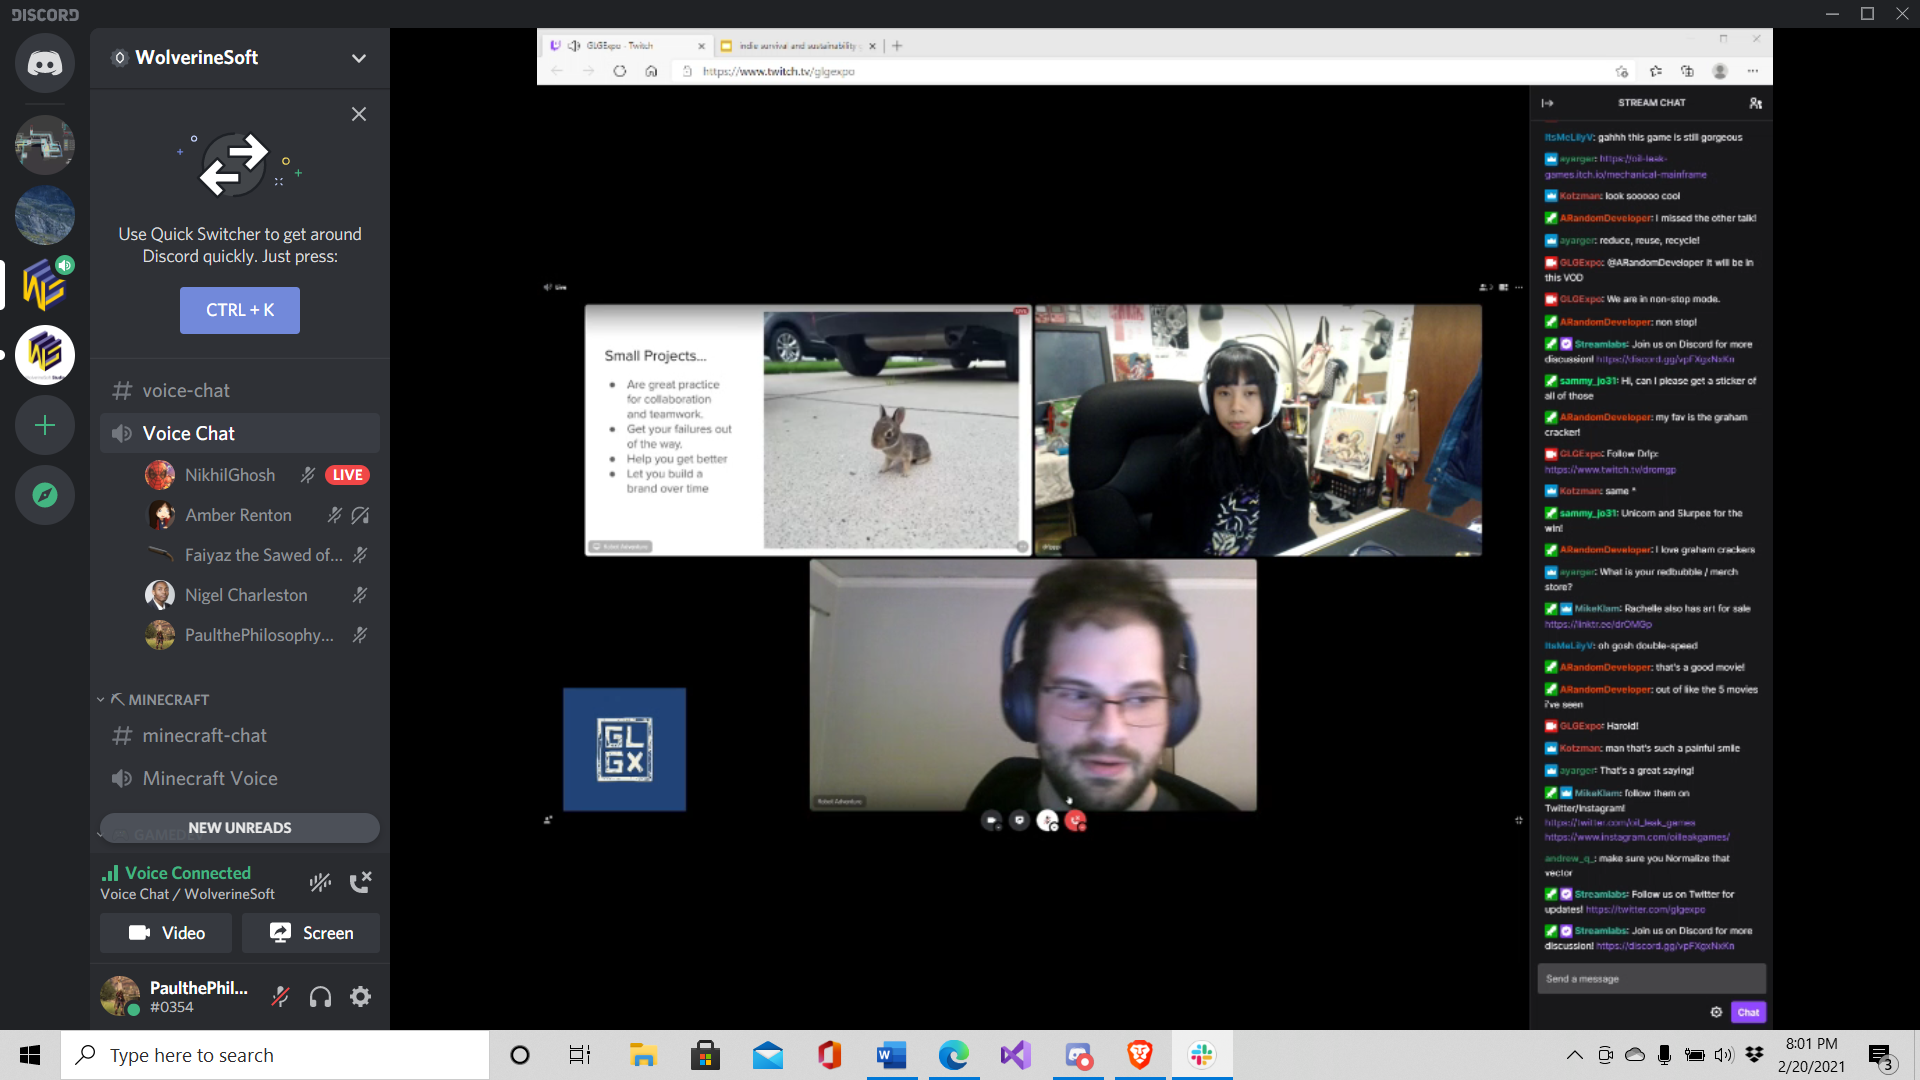 DISCORD
WolverineSoft
Use Quick Switcher to get around
Discord quickly. Just press:
CTRL + K
voice-chat
Voice Chat
NikhilGhosh
LIVE
Amber Renton
Faiyaz the Sawed of...
Nigel Charleston
PaulthePhilosophy...
MINECRAFT
minecraft-chat
Minecraft Voice
NEW UNREADS
Voice Connected
Voice Chat / WolverineSoft
Video
Screen
PaulthePhil...
#0354
GLGExpo - Twitch
indie survival and sustainability
https://www.twitch.tv/glgexpo
Live
Small Projects...
● Are great practice
for collaboration
and teamwork.
● Get your failures out
of the way.
● Help you get better
● Let you build a
brand over time
Robot Adventure
LIVE
Robot Adventure
GL
GX
STREAM CHAT
ItsMeLilyV: gahhh this game is still gorgeous
ayarger: https://oil-leak-
games.itch.io/mechanical-mainframe
Kotzman: look sooooo cool
ARandomDeveloper: I missed the other talk!
ayarger: reduce, reuse, recycle!
GLGExpo: @ARandomDeveloper It will be in
this VOD
GLGExpo: We are in non-stop mode.
ARandomDeveloper: non stop!
Streamlabs: Join us on Discord for more
discussion! https://discord.gg/vpFXgxNxKn
sammy_jo31: Hi, can I please get a sticker of
all of those
ARandomDeveloper: my fav is the graham
cracker!
GLGExpo: Follow Drip:
https://www.twitch.tv/dromgp
Kotzman: same *
sammy_jo31: Unicorn and Slurpee for the
win!
ARandomDeveloper: I love graham crackers
ayarger: What is your redbubble / merch
store?
MikeKlam: Rachelle also has art for sale
https://linktr.ee/drOMGp
ItsMeLilyV: oh gosh double-speed
ARandomDeveloper: that's a good movie!
ARandomDeveloper: out of like the 5 movies
i've seen
GLGExpo: Harold!
Kotzman: man that's such a painful smile
ayarger: That's a great saying!
MikeKlam: follow them on
Twitter/Instagram!
https://twitter.com/oil_leak_games
https://www.instagram.com/oilleakgames/
andrew_q_: make sure you Normalize that
vector
Streamlabs: Follow us on Twitter for
updates! https://twitter.com/glgexpo
Streamlabs: Join us on Discord for more
discussion! https://discord.gg/vpFXgxNxKn
Send a message
Chat
Type here to search
8:01 PM
2/20/2021
3